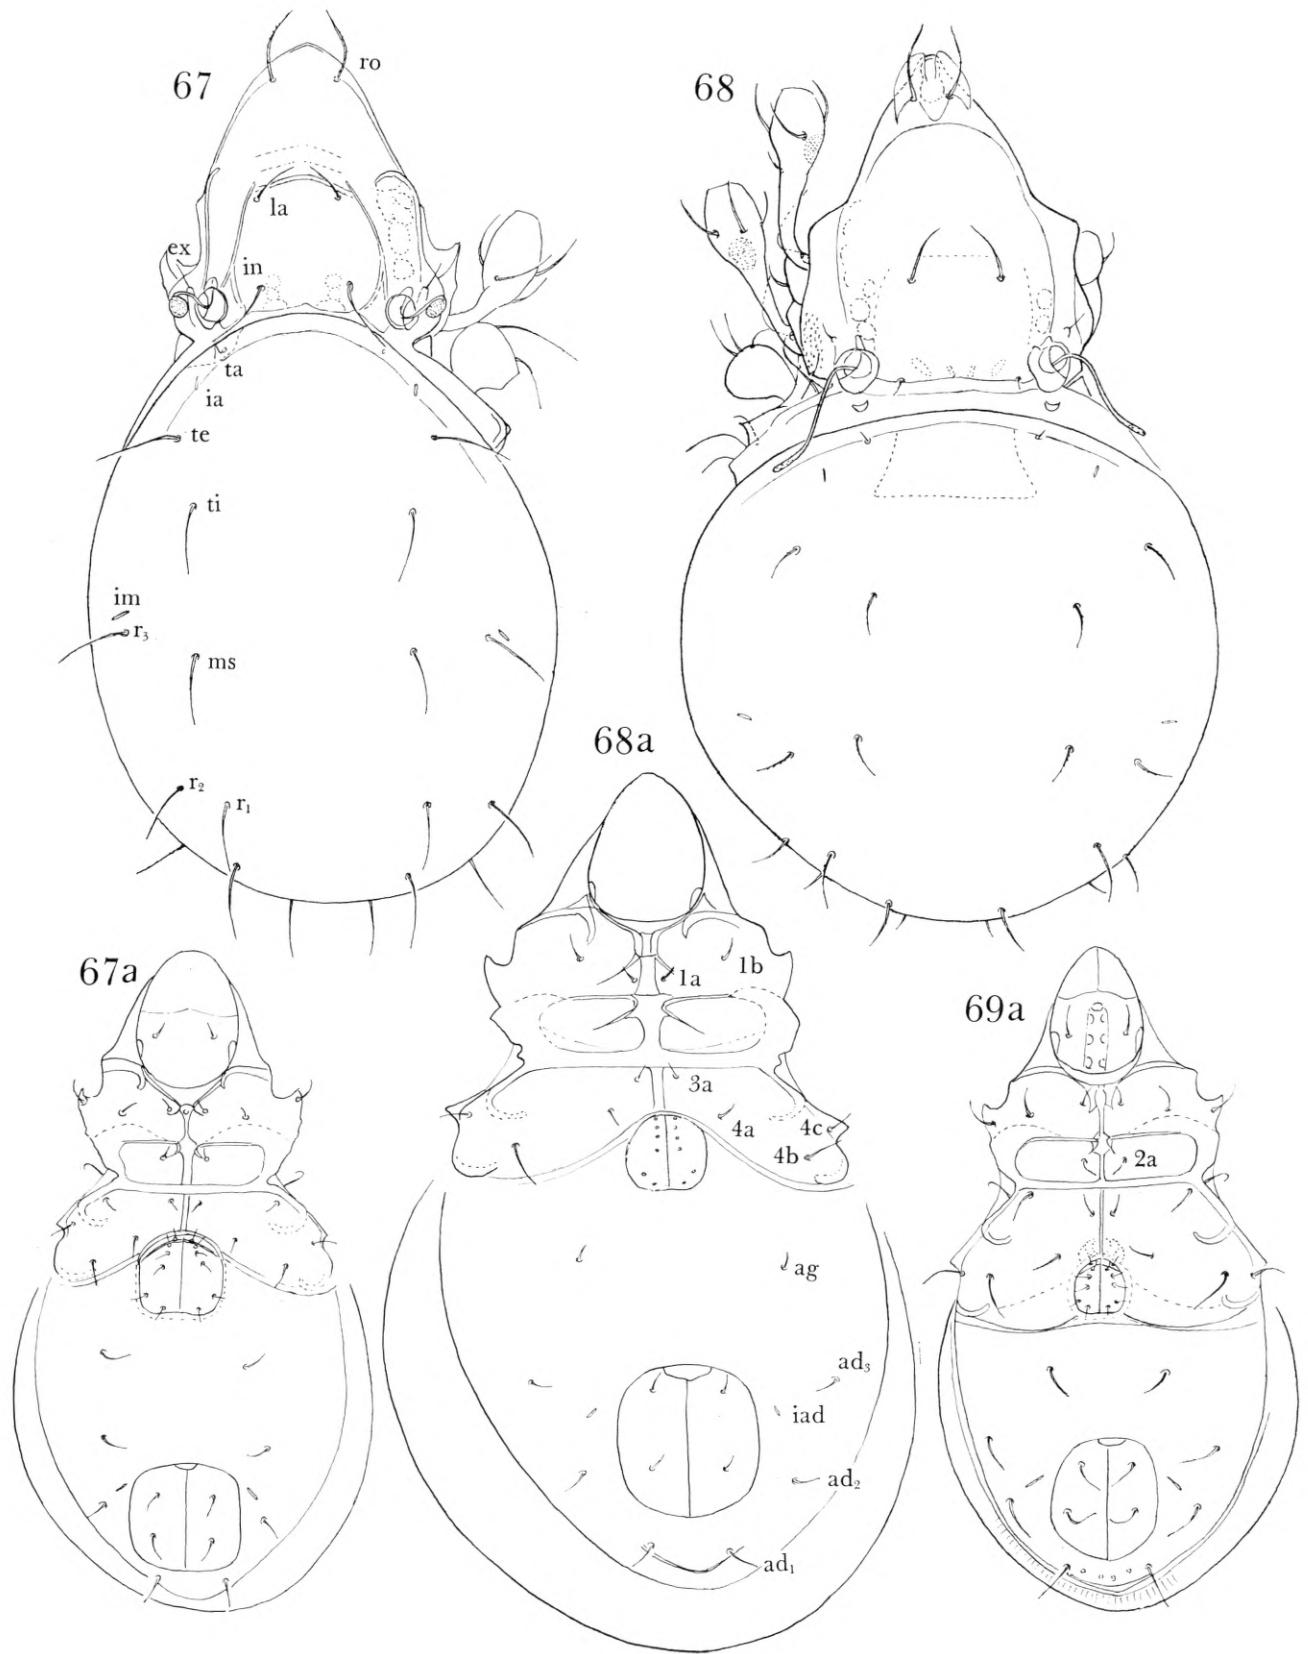 67
ro
68
la
ex
in
ta
ia
te
ti
im
r₃
ms
68a
r₂
r₁
67a
1a
1b
69a
3a
4a
4c
4b
2a
ag
ad₃
iad
ad₂
ad₁